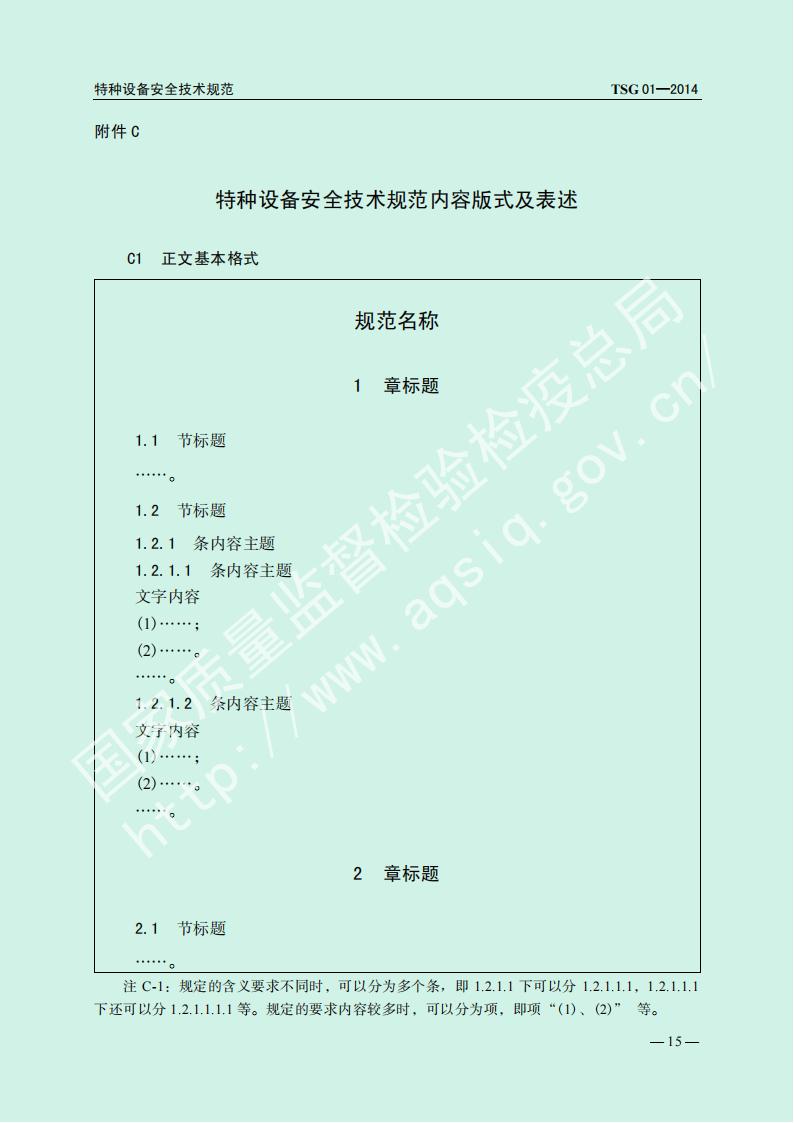 特种设备安全技术规范 TSG 01—2014
附件 C
特种设备安全技术规范内容版式及表述
C1 正文基本格式
规范名称
1 章标题
1.1 节标题
……。
1.2 节标题
1.2.1 条内容主题
1.2.1.1 条内容主题
文字内容
(1)……；
(2)……。
……。
1.2.1.2 条内容主题
文字内容
(1)……；
(2)……。
……。
2 章标题
2.1 节标题
……。
注 C-1：规定的含义要求不同时，可以分为多个条，即 1.2.1.1 下可以分 1.2.1.1.1，1.2.1.1.1
下还可以分 1.2.1.1.1.1 等。规定的要求内容较多时，可以分为项，即项“(1)、(2)” 等。
—15—
国家质量监督检验检疫总局
http://www.aqsiq.gov.cn/